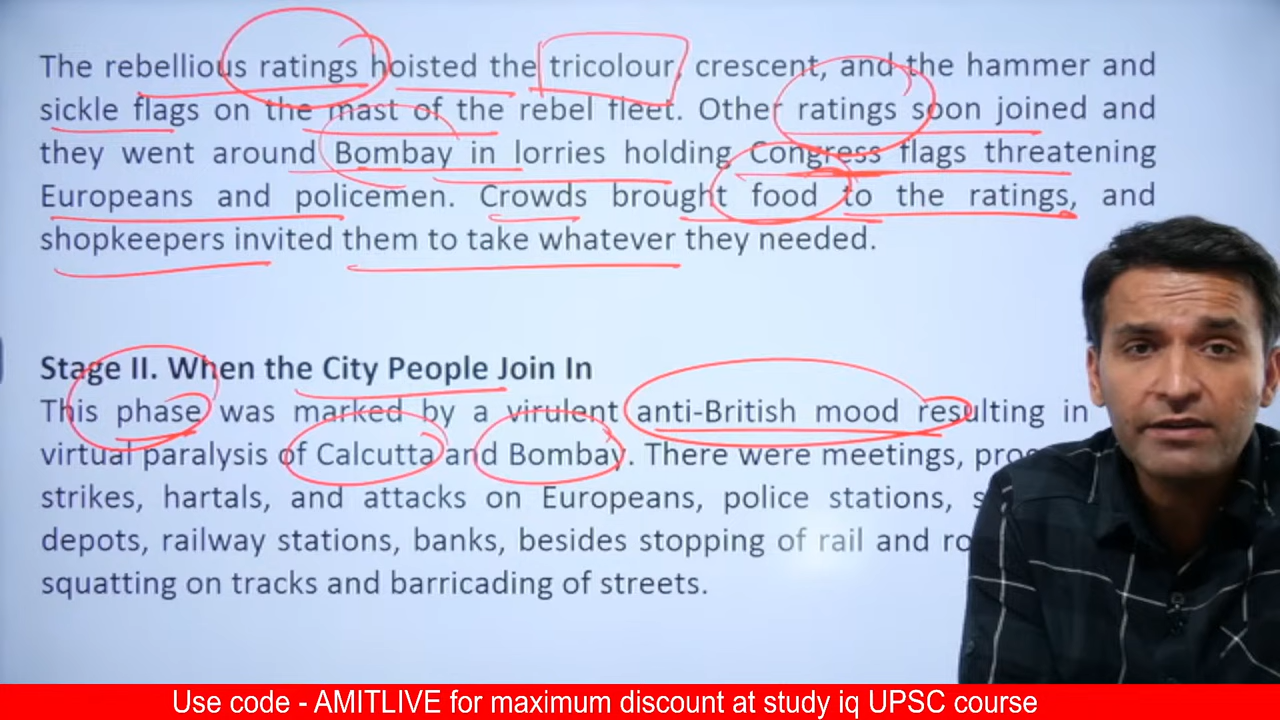 The rebellious ratings hoisted the tricolour, crescent, and the hammer and
sickle flags on the mast of the rebel fleet. Other ratings soon joined and
they went around Bombay in lorries holding Congress flags threatening
Europeans and policemen. Crowds brought food to the ratings, and
shopkeepers invited them to take whatever they needed.
Stage II. When the City People Join In
This phase was marked by a virulent anti-British mood resulting in
virtual paralysis of Calcutta and Bombay. There were meetings,
strikes, hartals, and attacks on Europeans, police stations,
depots, railway stations, banks, besides stopping of rail and
squatting on tracks and barricading of streets.
Use code - AMITLIVE for maximum discount at study iq UPSC course